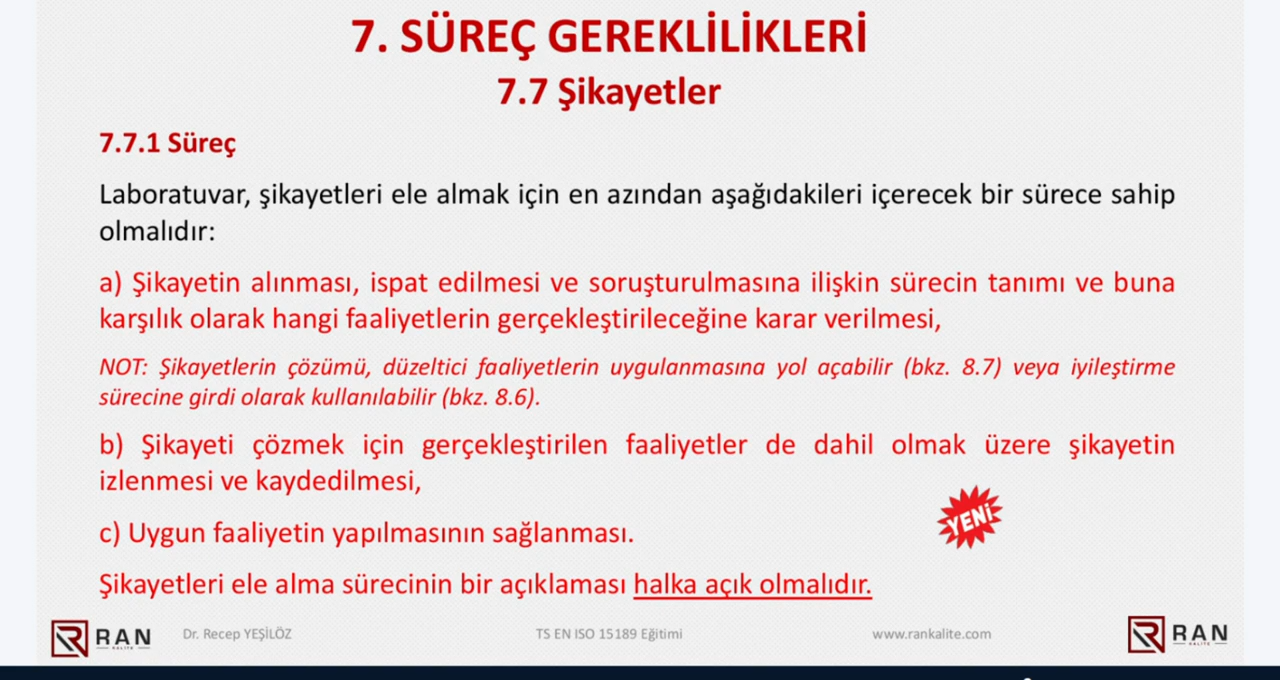 7. SÜREÇ GEREKLİLİKLERİ
7.7 Şikayetler
7.7.1 Süreç
Laboratuvar, şikayetleri ele almak için en azından aşağıdakileri içerecek bir sürece sahip
olmalıdır:
a) Şikayetin alınması, ispat edilmesi ve soruşturulmasına ilişkin sürecin tanımı ve buna
karşılık olarak hangi faaliyetlerin gerçekleştirileceğine karar verilmesi,
NOT: Şikayetlerin çözümü, düzeltici faaliyetlerin uygulanmasına yol açabilir (bkz. 8.7) veya iyileştirme
sürecine girdi olarak kullanılabilir (bkz. 8.6).
b) Şikayeti çözmek için gerçekleştirilen faaliyetler de dahil olmak üzere şikayetin
izlenmesi ve kaydedilmesi,
c) Uygun faaliyetin yapılmasının sağlanması.
YENİ
Şikayetleri ele alma sürecinin bir açıklaması halka açık olmalıdır.
RAN
KALİTE
Dr. Recep YEŞİLÖZ
TS EN ISO 15189 Eğitimi
www.rankalite.com
RAN
KALİTE